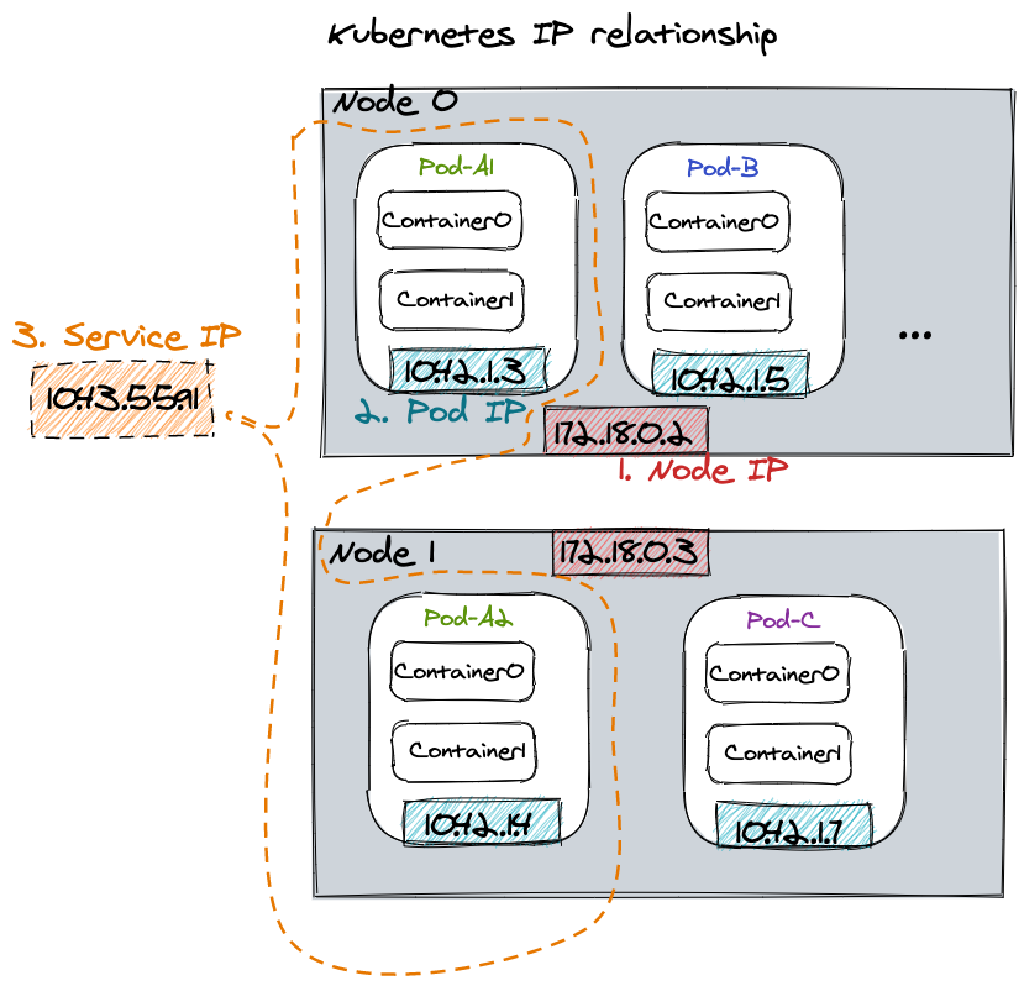 Kubernetes IP relationship
Node 0
Pod-A1
Container0
Container1
10.42.1.3
2. Pod IP
Pod-B
Container0
Container1
10.42.1.5
...
172.18.0.2
1. Node IP
3. Service IP
10.43.55.91
Node 1
172.18.0.3
Pod-A2
Container0
Container1
10.42.1.4
Pod-C
Container0
Container1
10.42.1.7